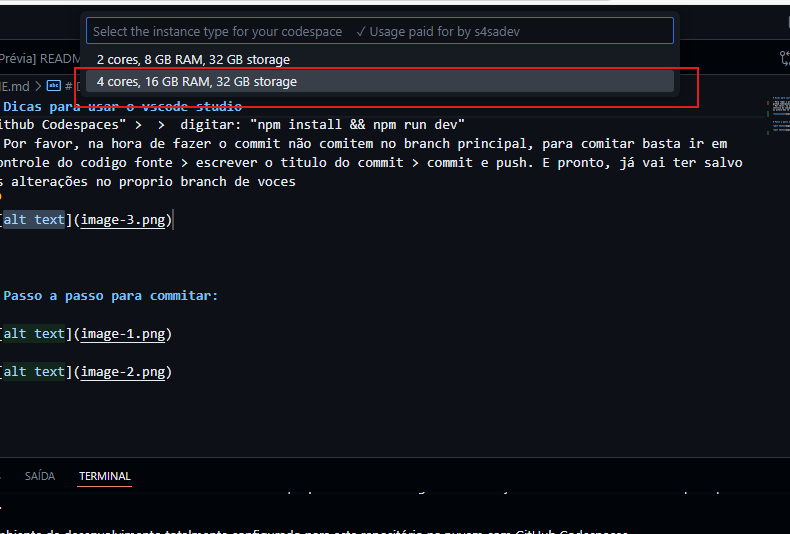 Select the instance type for your codespace ✓ Usage paid for by s4sadev
2 cores, 8 GB RAM, 32 GB storage
4 cores, 16 GB RAM, 32 GB storage
Prévia] READM
E.md > abc #
Dicas para usar o vscode studio
ithub Codespaces" > > digitar: "npm install && npm run dev"
Por favor, na hora de fazer o commit não comitem no branch principal, para comitar basta ir em
ontrole do codigo fonte > escrever o titulo do commit > commit e push. E pronto, já vai ter salvo
s alterações no proprio branch de voces
[alt text](image-3.png)
Passo a passo para commitar:
[alt text](image-1.png)
[alt text](image-2.png)
SAÍDA TERMINAL